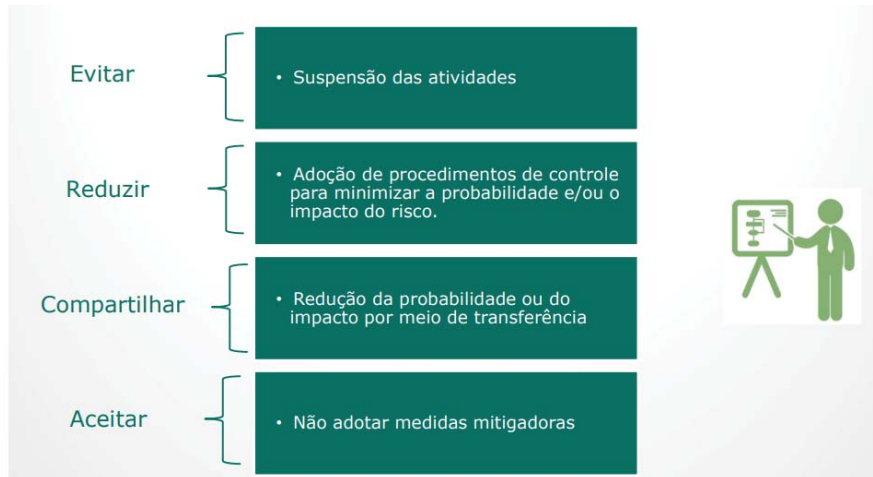 Evitar
• Suspensão das atividades
Reduzir
• Adoção de procedimentos de controle
para minimizar a probabilidade e/ou o
impacto do risco.
Compartilhar
• Redução da probabilidade ou do
impacto por meio de transferência
Aceitar
• Não adotar medidas mitigadoras